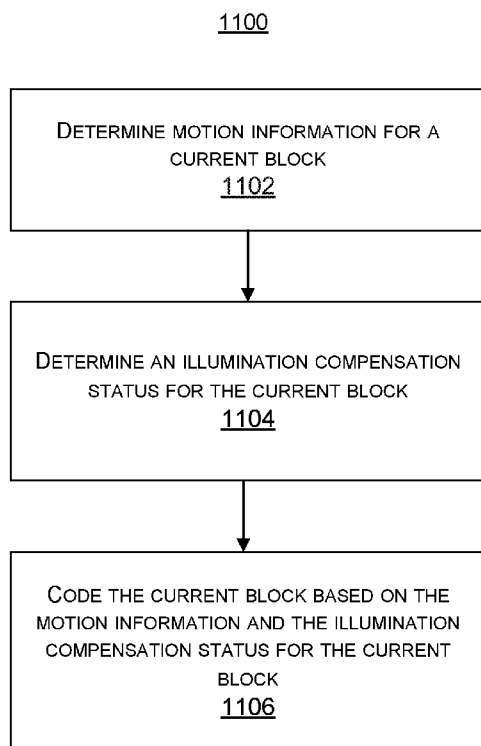 1100
DETERMINE MOTION INFORMATION FOR A
CURRENT BLOCK
1102
DETERMINE AN ILLUMINATION COMPENSATION
STATUS FOR THE CURRENT BLOCK
1104
CODE THE CURRENT BLOCK BASED ON THE
MOTION INFORMATION AND THE ILLUMINATION
COMPENSATION STATUS FOR THE CURRENT
BLOCK
1106